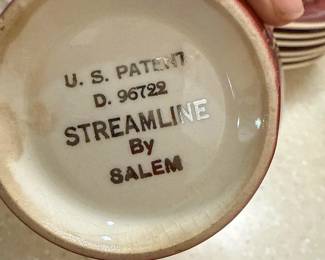 U. S. PATENT
D. 96722
STREAMLINE
By
SALEM